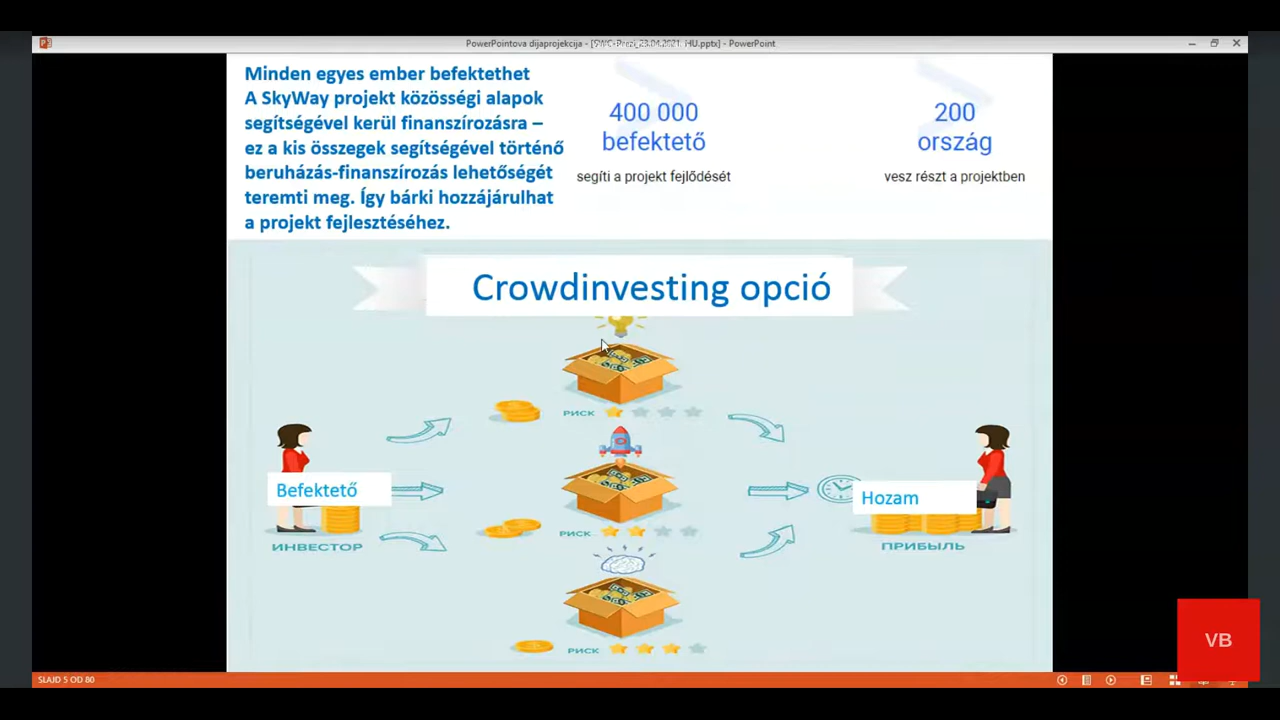 PowerPointova dijaprojekcija - [SWC-Prezi_23.04.2021. HU.pptx] - PowerPoint
Minden egyes ember befektethet
A SkyWay projekt közösségi alapok
segítségével kerül finanszírozásra –
ez a kis összegek segítségével történő
beruházás-finanszírozás lehetőségét
teremti meg. Így bárki hozzájárulhat
a projekt fejlesztéséhez.
400 000
befektető
segíti a projekt fejlődését
200
ország
vesz részt a projektben
Crowdinvesting opció
РИСК
Befektető
ИНВЕСТОР
РИСК
Hozam
ПРИБЫЛЬ
РИСК
VB
SLAJD 5 OD 80